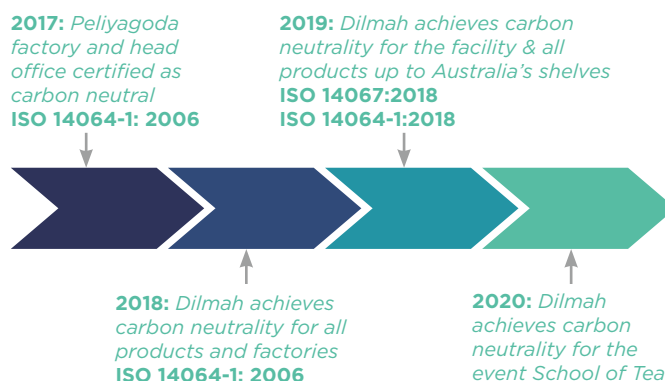 2017: Peliyagoda
factory and head
office certified as
carbon neutral
ISO 14064-1: 2006
2019: Dilmah achieves carbon
neutrality for the facility & all
products up to Australia’s shelves
ISO 14067:2018
ISO 14064-1:2018
2018: Dilmah achieves
carbon neutrality for all
products and factories
ISO 14064-1: 2006
2020: Dilmah
achieves carbon
neutrality for the
event School of Tea